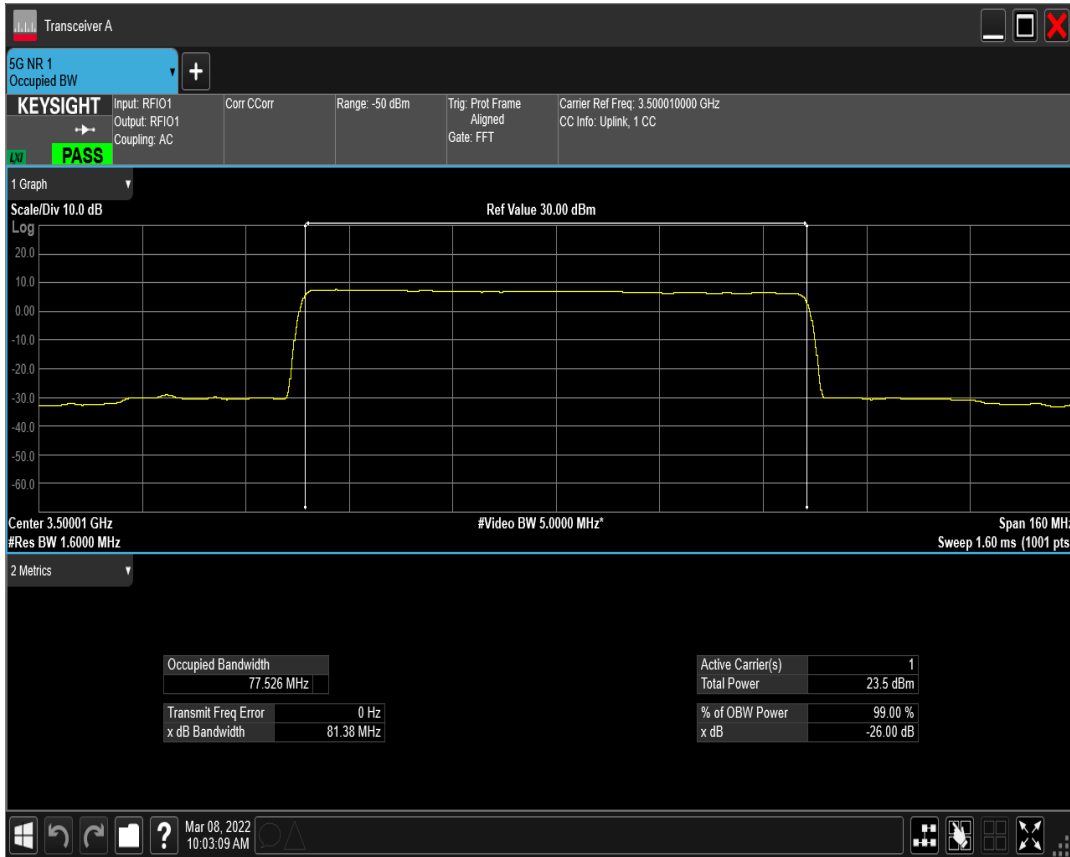 Transceiver A
5G NR 1
Occupied BW
KEYSIGHT
LXI
PASS
Input: RFIO1
Output: RFIO1
Coupling: AC
Corr CCorr
Range: -50 dBm
Trig: Prot Frame
Aligned
Gate: FFT
Carrier Ref Freq: 3.500010000 GHz
CC Info: Uplink, 1 CC
1 Graph
Scale/Div 10.0 dB
Ref Value 30.00 dBm
Log
20.0
10.0
0.00
-10.0
-20.0
-30.0
-40.0
-50.0
-60.0
Center 3.50001 GHz
#Video BW 5.0000 MHz*
Span 160 MHz
#Res BW 1.6000 MHz
Sweep 1.60 ms (1001 pts
2 Metrics
Occupied Bandwidth
77.526 MHz
Transmit Freq Error 0 Hz
x dB Bandwidth 81.38 MHz
Active Carrier(s) 1
Total Power 23.5 dBm
% of OBW Power 99.00 %
x dB -26.00 dB
?
Mar 08, 2022
10:03:09 AM